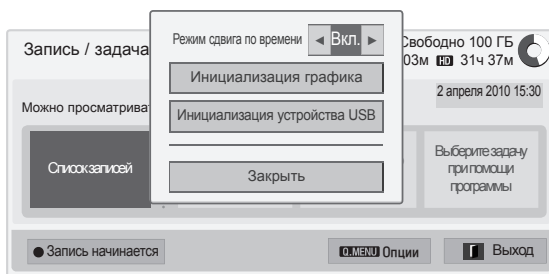 Запись / задача
Свободно 100 ГБ
03м HD 31ч 37м
2 апреля 2010 15:30
Режим сдвига по времени ◄ Вкл. ►
Инициализация графика
Инициализация устройства USB
Закрыть
Можно просматрива
Список записей
Выберите задачу
при помощи
программы
● Запись начинается
Q.MENU Опции
Выход